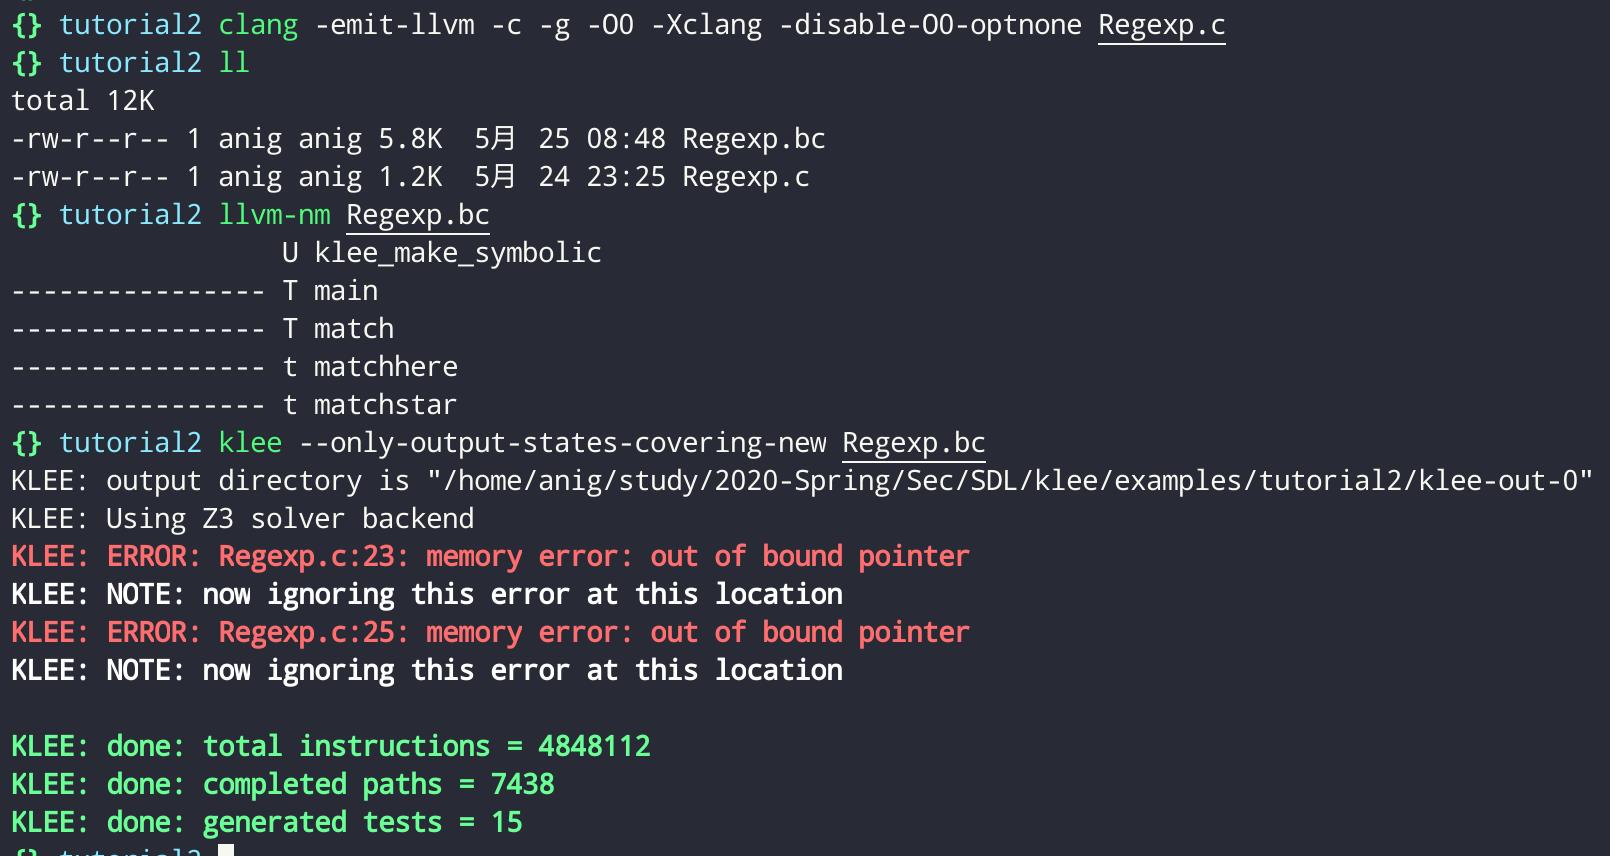 {} tutorial2 clang -emit-llvm -c -g -O0 -Xclang -disable-O0-optnone Regexp.c
{} tutorial2 ll
total 12K
-rw-r--r-- 1 anig anig 5.8K  5月 25 08:48 Regexp.bc
-rw-r--r-- 1 anig anig 1.2K  5月 24 23:25 Regexp.c
{} tutorial2 llvm-nm Regexp.bc
                 U klee_make_symbolic
---------------- T main
---------------- T match
---------------- t matchhere
---------------- t matchstar
{} tutorial2 klee --only-output-states-covering-new Regexp.bc
KLEE: output directory is "/home/anig/study/2020-Spring/Sec/SDL/klee/examples/tutorial2/klee-out-0"
KLEE: Using Z3 solver backend
KLEE: ERROR: Regexp.c:23: memory error: out of bound pointer
KLEE: NOTE: now ignoring this error at this location
KLEE: ERROR: Regexp.c:25: memory error: out of bound pointer
KLEE: NOTE: now ignoring this error at this location

KLEE: done: total instructions = 4848112
KLEE: done: completed paths = 7438
KLEE: done: generated tests = 15
{} tutorial2